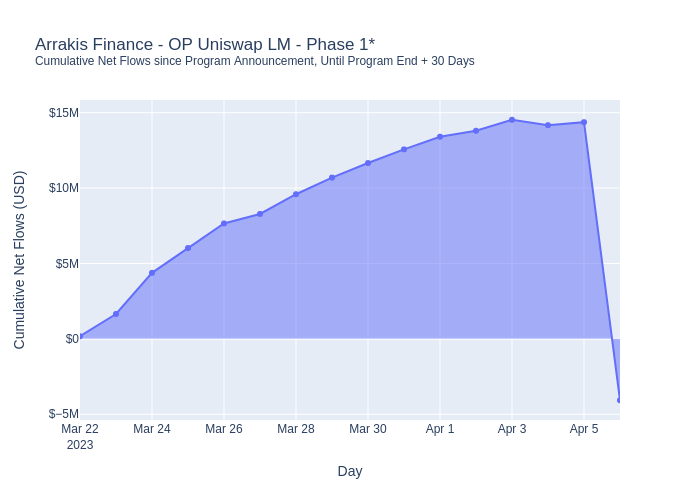 Arrakis Finance - OP Uniswap LM - Phase 1*
Cumulative Net Flows since Program Announcement, Until Program End + 30 Days
Cumulative Net Flows (USD)
$15M
$10M
$5M
$0
$−5M
Mar 22 Mar 24 Mar 26 Mar 28 Mar 30 Apr 1 Apr 3 Apr 5
2023
Day